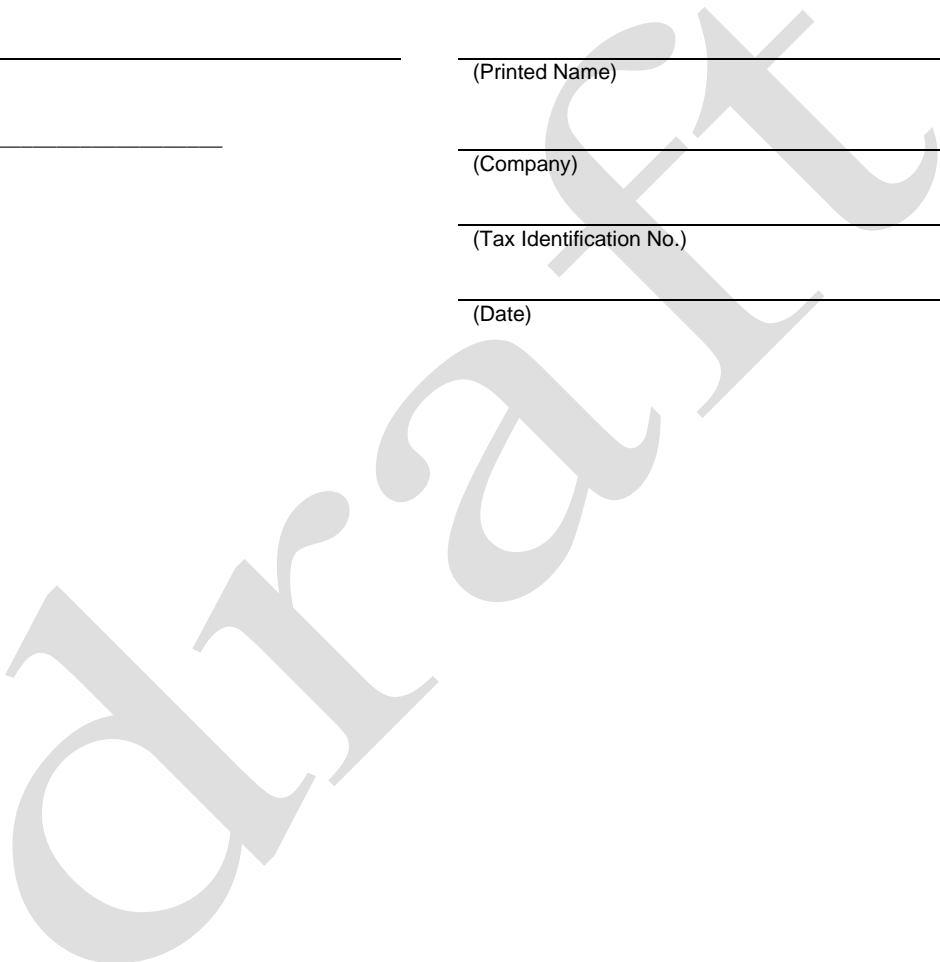 (Printed Name)
(Company)
(Tax Identification No.)
(Date)
draft